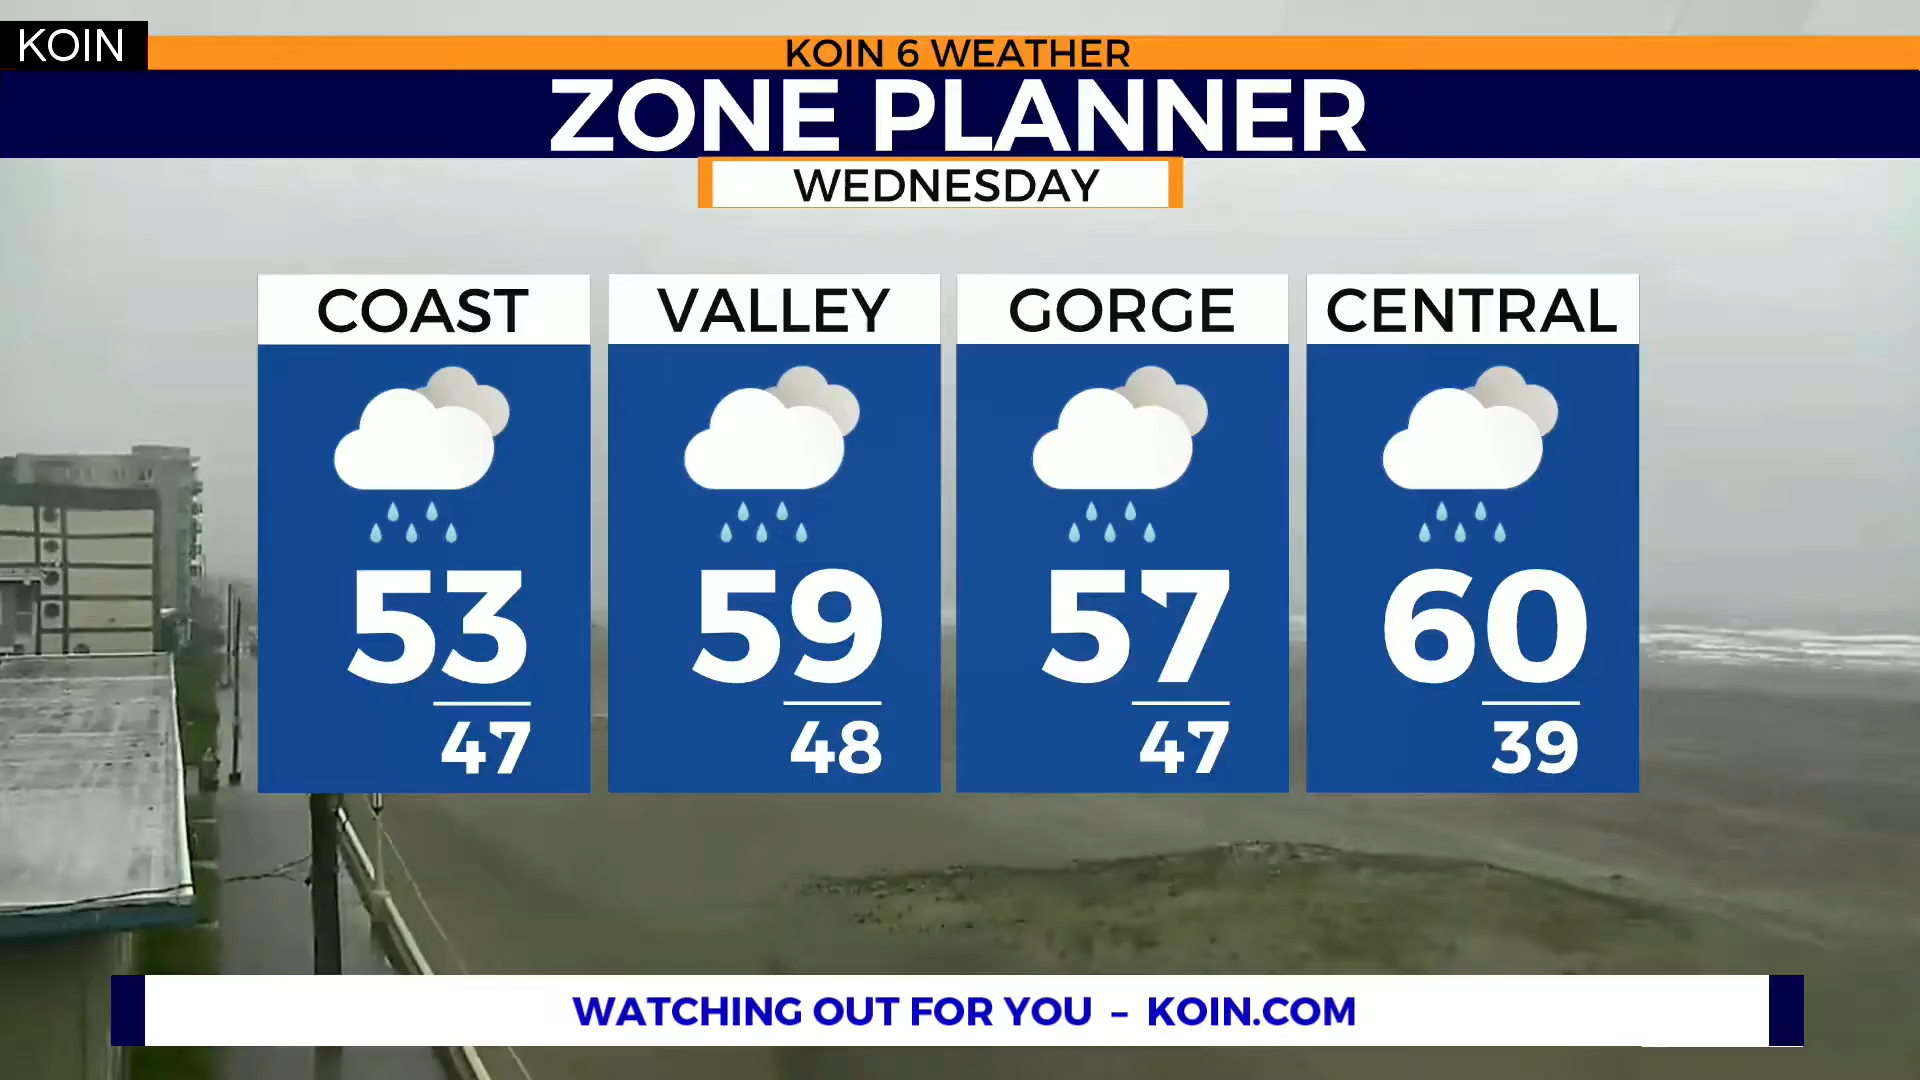 KOIN
KOIN 6 WEATHER
ZONE PLANNER
WEDNESDAY
COAST
53
47
VALLEY
59
48
GORGE
57
47
CENTRAL
60
39
WATCHING OUT FOR YOU – KOIN.COM